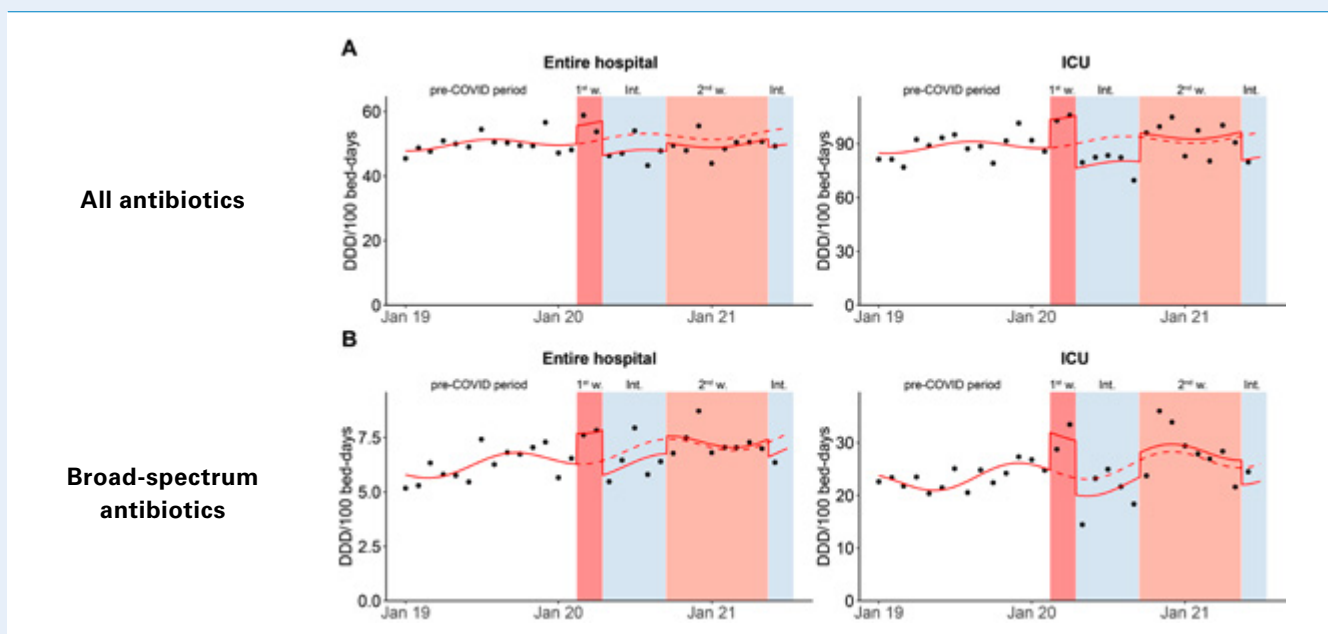 A
Entire hospital
ICU
pre-COVID period 1st w. Int. 2nd w. Int.
pre-COVID period 1st w. Int. 2nd w. Int.
All antibiotics
DDD/100 bed-days
60
40
20
0
Jan 19 Jan 20 Jan 21
DDD/100 bed-days
90
60
30
0
Jan 19 Jan 20 Jan 21
B
Entire hospital
ICU
pre-COVID period 1st w. Int. 2nd w. Int.
pre-COVID period 1st w. Int. 2nd w. Int.
Broad-spectrum
antibiotics
DDD/100 bed-days
7.5
5.0
2.5
0.0
Jan 19 Jan 20 Jan 21
DDD/100 bed-days
30
20
10
0
Jan 19 Jan 20 Jan 21